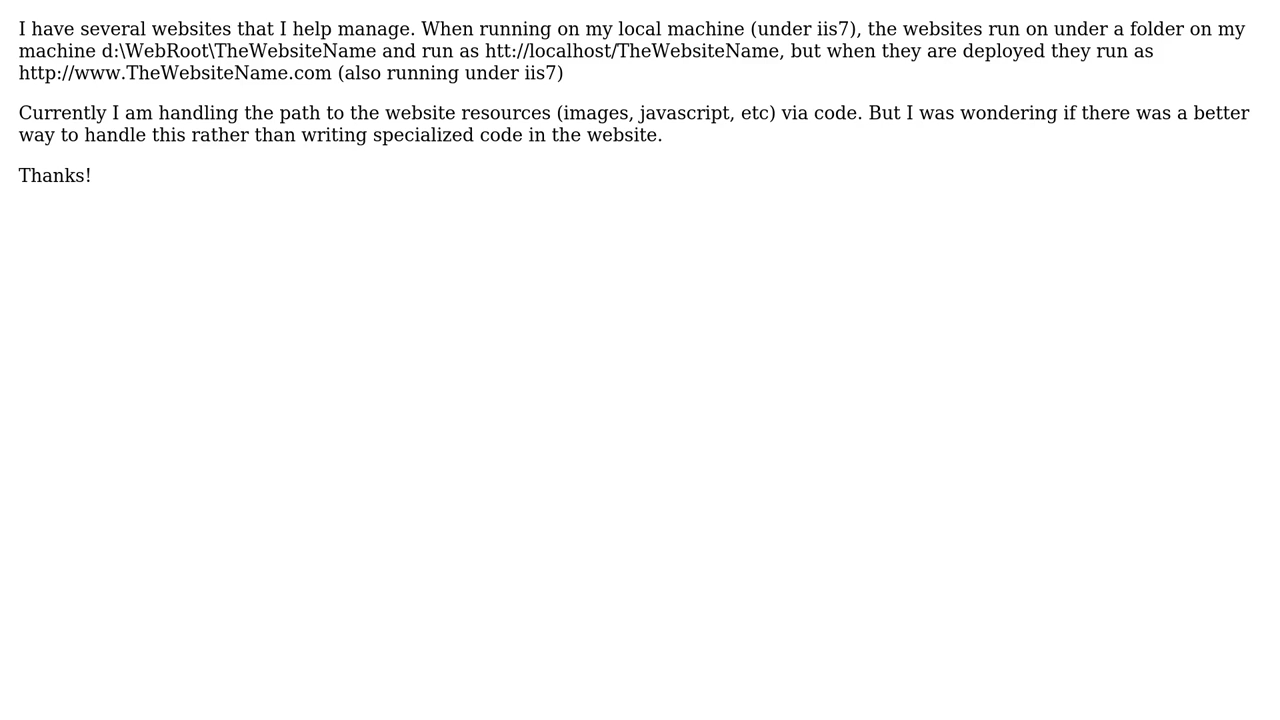 I have several websites that I help manage. When running on my local machine (under iis7), the websites run on under a folder on my
machine d:\WebRoot\TheWebsiteName and run as htt://localhost/TheWebsiteName, but when they are deployed they run as
http://www.TheWebsiteName.com (also running under iis7)
Currently I am handling the path to the website resources (images, javascript, etc) via code. But I was wondering if there was a better
way to handle this rather than writing specialized code in the website.
Thanks!